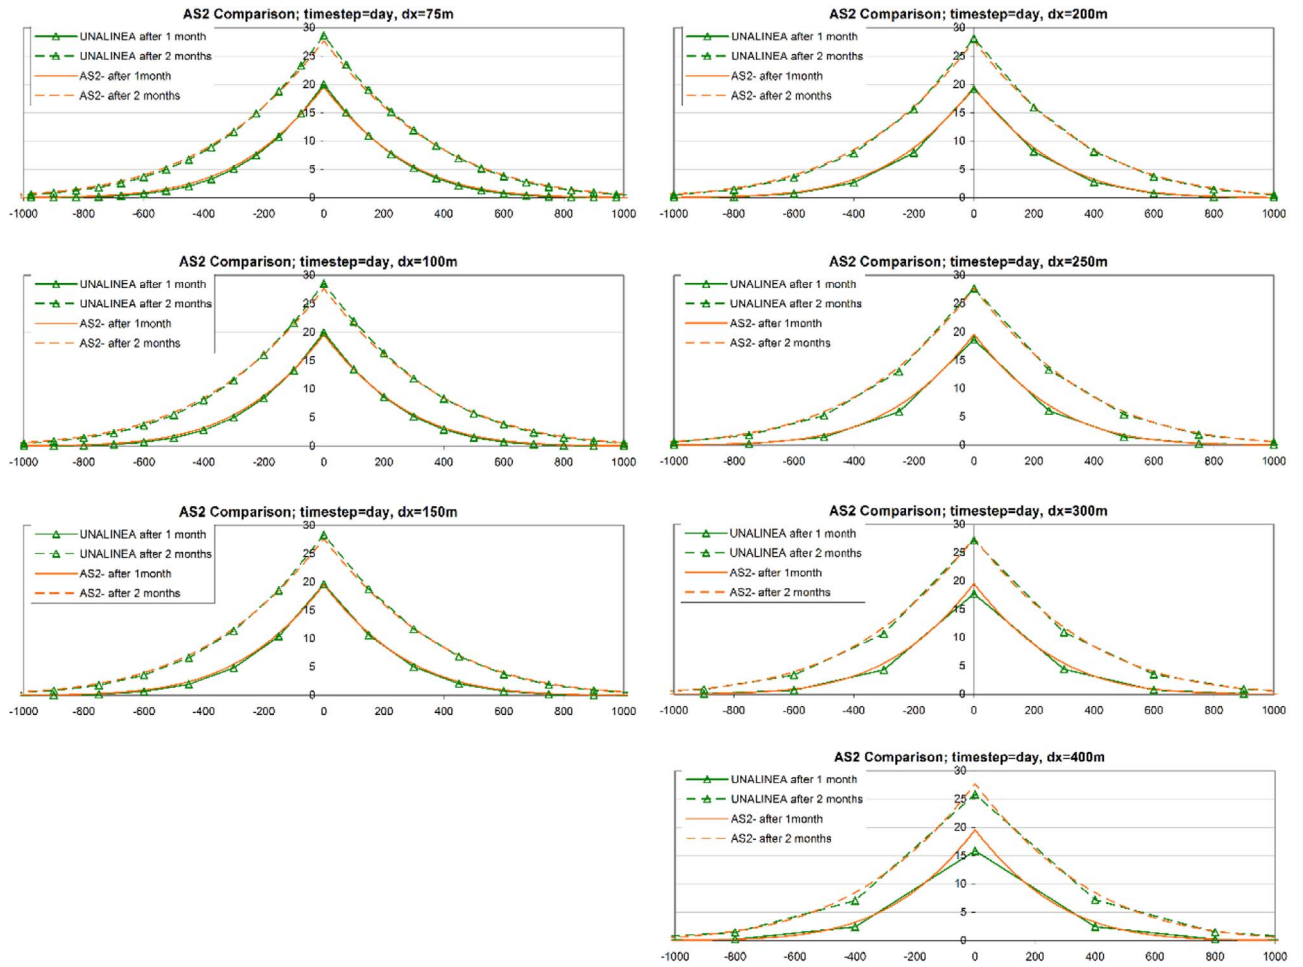 AS2 Comparison; timestep=day, dx=75m
UNALINEA after 1 month
UNALINEA after 2 months
AS2- after 1month
AS2- after 2 months
30
25
20
15
10
5
0
-1000 -800 -600 -400 -200 0 200 400 600 800 1000
AS2 Comparison; timestep=day, dx=100m
UNALINEA after 1 month
UNALINEA after 2 months
AS2- after 1month
AS2- after 2 months
30
25
20
15
10
5
0
-1000 -800 -600 -400 -200 0 200 400 600 800 1000
AS2 Comparison; timestep=day, dx=150m
UNALINEA after 1 month
UNALINEA after 2 months
AS2- after 1month
AS2- after 2 months
30
25
20
15
10
5
0
-1000 -800 -600 -400 -200 0 200 400 600 800 1000
AS2 Comparison; timestep=day, dx=200m
UNALINEA after 1 month
UNALINEA after 2 months
AS2- after 1month
AS2- after 2 months
30
25
20
15
10
5
0
-1000 -800 -600 -400 -200 0 200 400 600 800 1000
AS2 Comparison; timestep=day, dx=250m
UNALINEA after 1 month
UNALINEA after 2 months
AS2- after 1month
AS2- after 2 months
30
25
20
15
10
5
0
-1000 -800 -600 -400 -200 0 200 400 600 800 1000
AS2 Comparison; timestep=day, dx=300m
UNALINEA after 1 month
UNALINEA after 2 months
AS2- after 1month
AS2- after 2 months
30
25
20
15
10
5
0
-1000 -800 -600 -400 -200 0 200 400 600 800 1000
AS2 Comparison; timestep=day, dx=400m
UNALINEA after 1 month
UNALINEA after 2 months
AS2- after 1month
AS2- after 2 months
30
25
20
15
10
5
0
-1000 -800 -600 -400 -200 0 200 400 600 800 1000